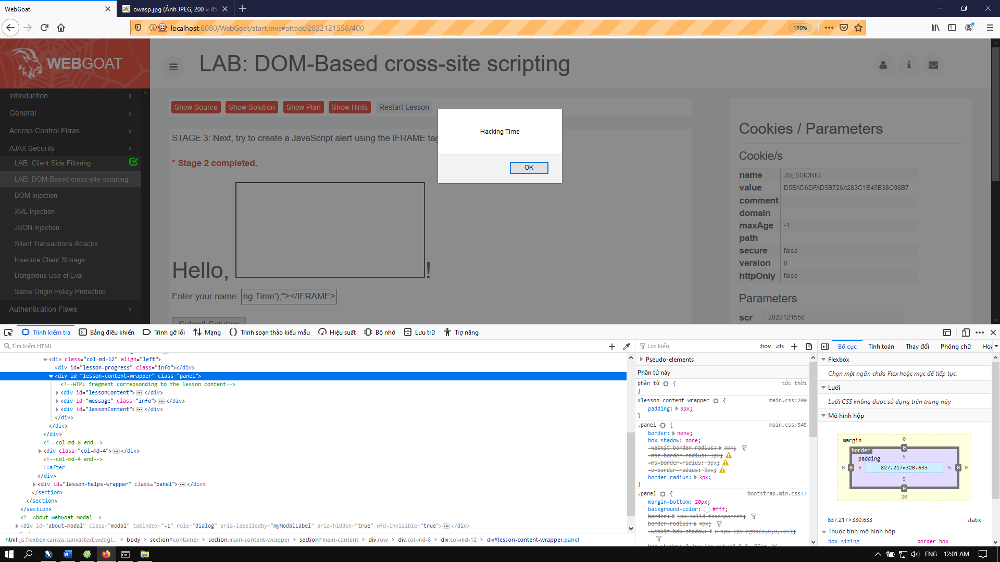 WebGoat
owasp.jpg (Ảnh JPEG, 200 × 45
localhost:8080/WebGoat/start.mvc#attack/2022121558/400
120%
WEBGOAT
LAB: DOM-Based cross-site scripting
Introduction
General
Access Control Flaws
AJAX Security
LAB: Client Side Filtering
LAB: DOM-Based cross-site scripting
DOM Injection
XML Injection
JSON Injection
Silent Transactions Attacks
Insecure Client Storage
Dangerous Use of Eval
Same Origin Policy Protection
Authentication Flaws
Show Source
Show Solution
Show Plan
Show Hints
Restart Lesson
STAGE 3: Next, try to create a JavaScript alert using the IFRAME tag
* Stage 2 completed.
Hello, !
Enter your name: ng Time');"></IFRAME>
Submit Solution
Hacking Time
OK
Cookies / Parameters
Cookie/s
name JSESSIONID
value D5EAD6DFAD5B726A283C1E45B38C98B7
comment
domain
maxAge -1
path
secure false
version 0
httpOnly false
Parameters
scr 2022121558
Trình kiểm tra
Bảng điều khiển
Trình gỡ lỗi
Mạng
Trình soạn thảo kiểu mẫu
Hiệu suất
Bộ nhớ
Lưu trữ
Trợ năng
Tìm kiếm HTML
<div class="col-md-12" align="left">
<div id="lesson-progress" class="info"></div>
<div id="lesson-content-wrapper" class="panel">
<!--HTML fragment correpsonding to the lesson content-->
<div id="lessonContent"> </div>
<div id="message" class="info"> </div>
<div id="lessonContent"> </div>
</div>
</div>
</div>
<!--col-md-8 end-->
<div class="col-md-4"> </div>
<!--col-md-4 end-->
::after
</div>
<div id="lesson-helps-wrapper" class="panel"> </div>
</section>
</section>
</section>
<!--About WebGoat Modal-->
<div id="about-modal" class="modal" tabindex="-1" role="dialog" aria-labelledby="myModalLabel" aria-hidden="true" wfd-invisible="true"> </div>
html.js.flexbox.canvas.canvastext.webgl...
body
section#container
section.main-content-wrapper
section#main-content
div.row
div.col-md-8
div.col-md-12
div#lesson-content-wrapper.panel
Lọc kiểu
:hov
.cls
Pseudo-elements
Phần tử này
phần tử { tức thời
}
#lesson-content-wrapper { main.css:200
padding: 5px;
}
.panel { main.css:545
border: none;
box-shadow: none;
-webkit-border-radius: 3px;
-moz-border-radius: 3px;
-ms-border-radius: 3px;
-o-border-radius: 3px;
border-radius: 3px;
}
.panel { bootstrap.min.css:7
margin-bottom: 20px;
background-color: #fff;
border: 1px solid transparent;
border-radius: 4px;
-webkit-box-shadow: 0 1px 1px rgba(0,0,0,.05);
box-shadow: 0 1px 1px rgba(0,0,0,.05);
Bố cục
Tính toán
Thay đổi
Phông chữ
Hoạ
Flexbox
Chọn một ngăn chứa Flex hoặc mục để tiếp tục.
Lưới
Lưới CSS không được sử dụng trên trang này
Mô hình hộp
margin
0
border
0
padding
5
0 0 5 827.217×320.633 5 0 0
5
0
20
837.217×330.633 static
Thuộc tính mô hình hộp
box-sizing border-box
ENG
12:01 AM